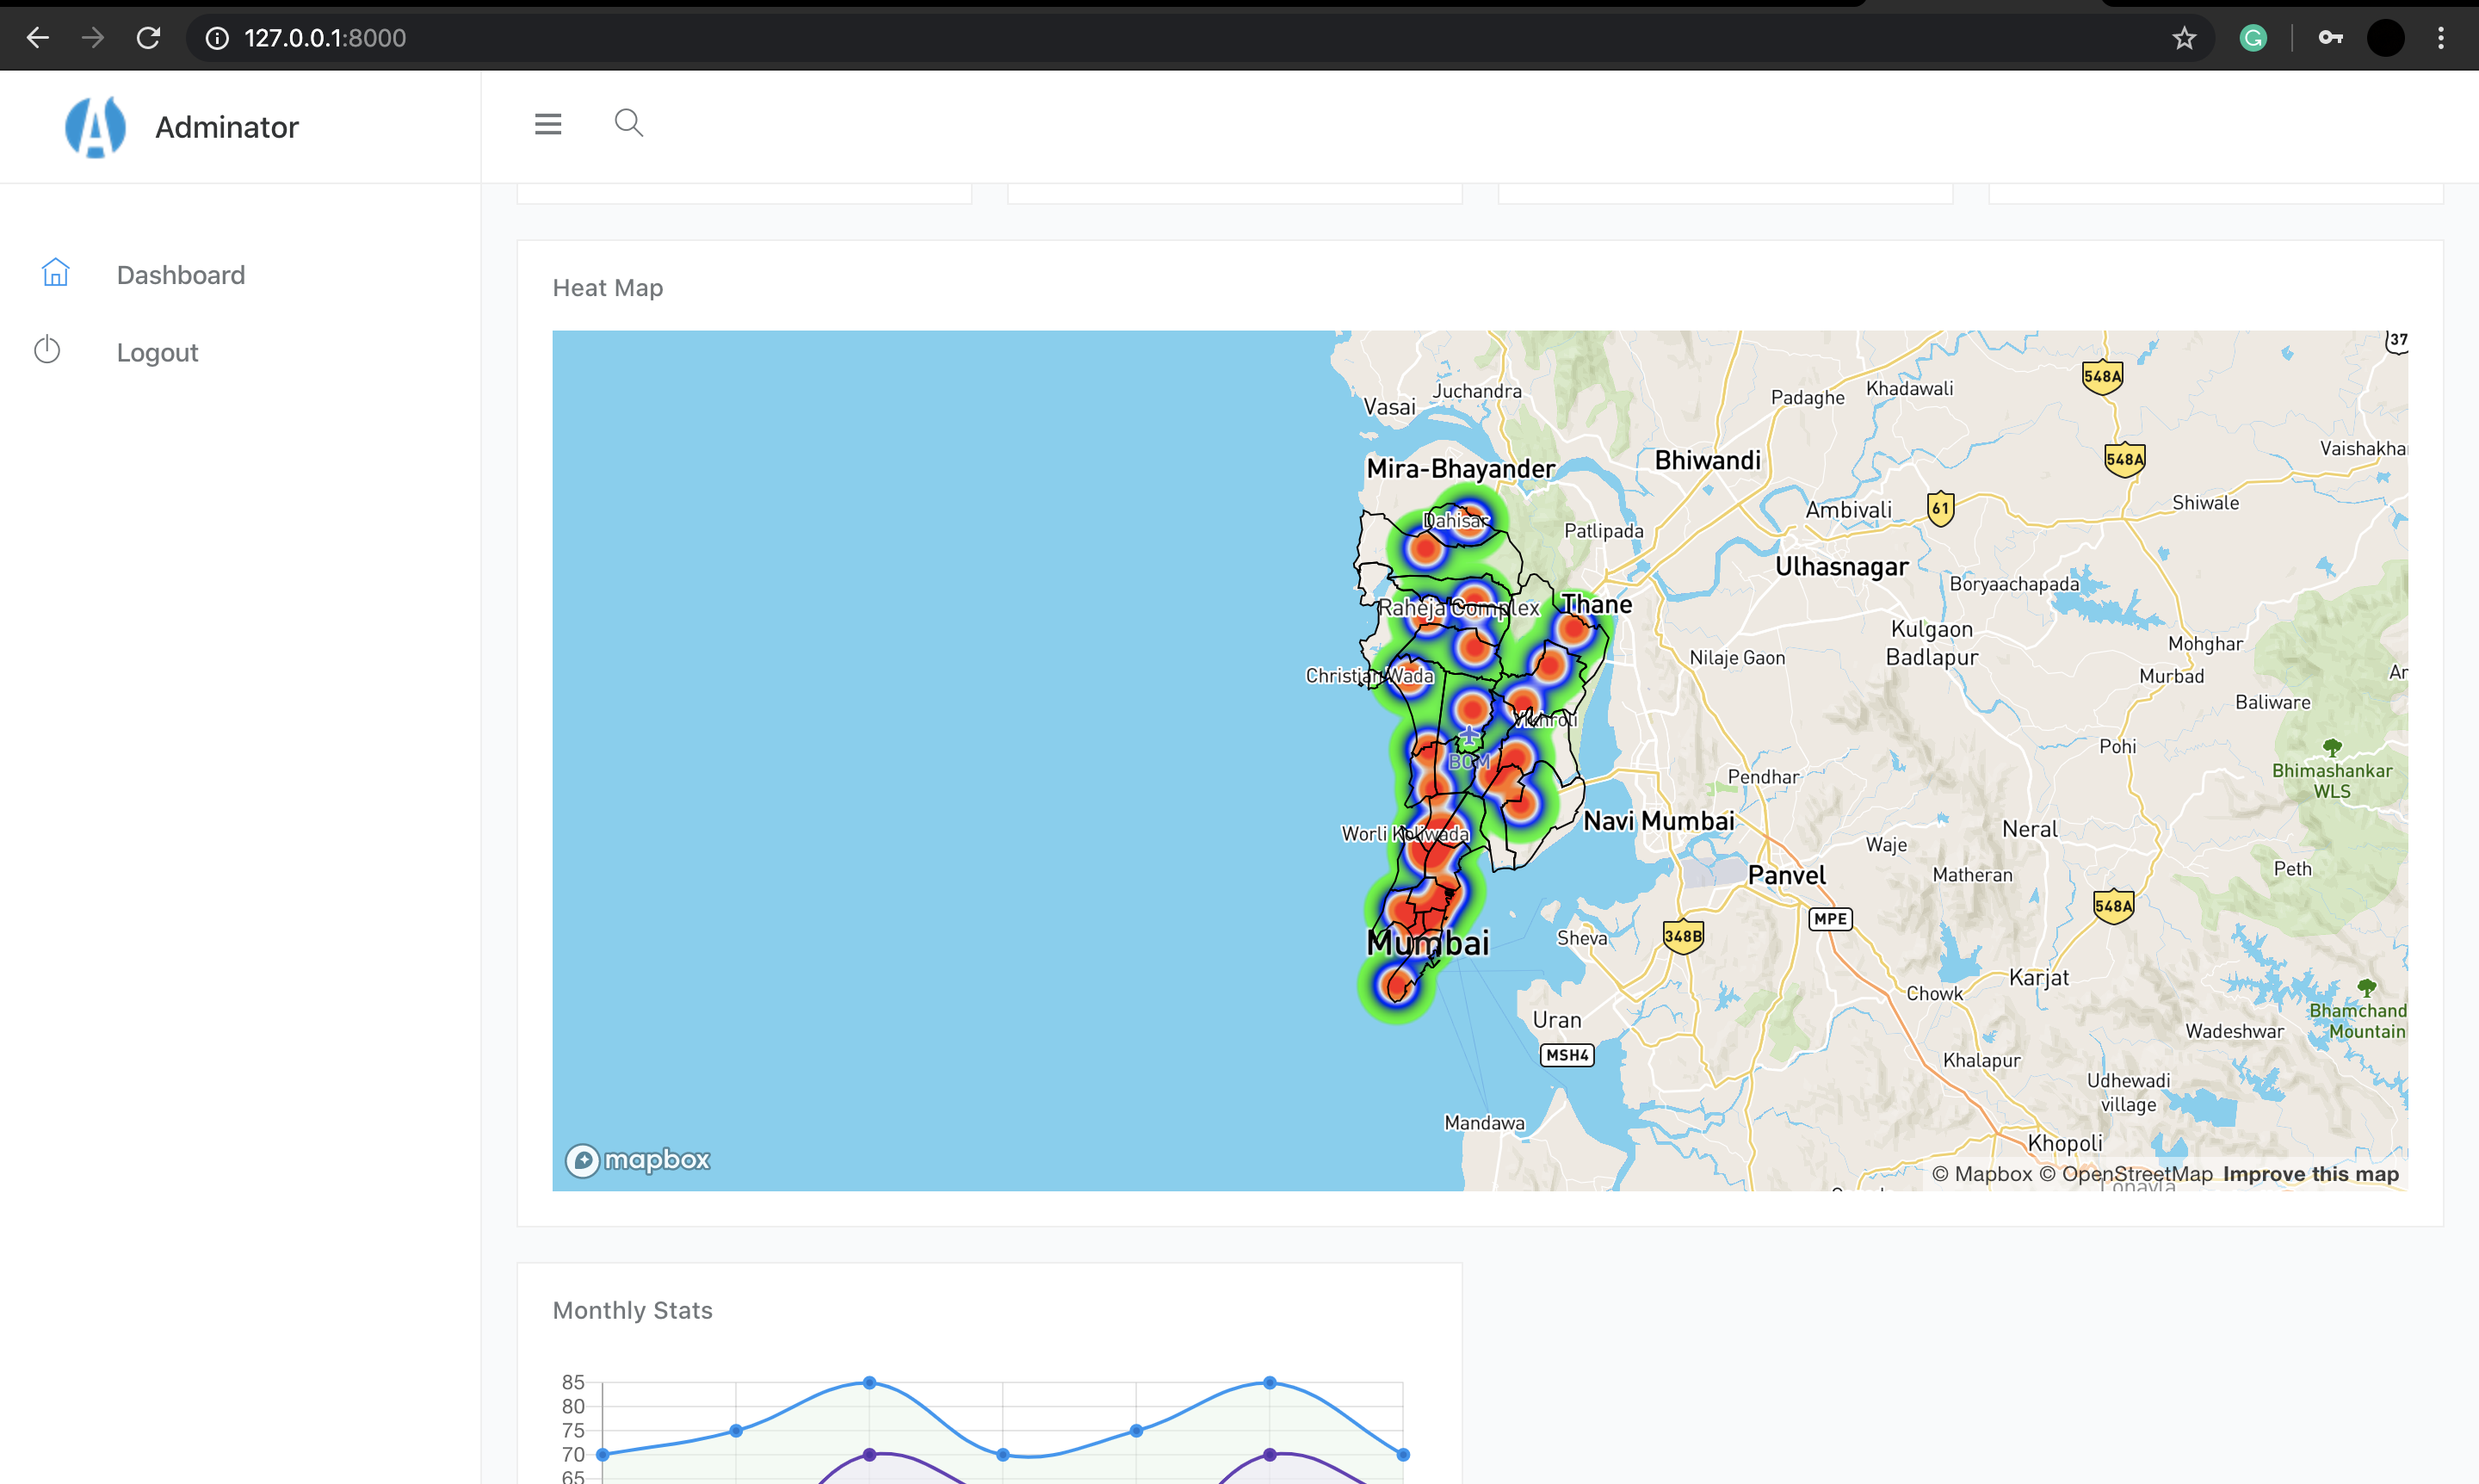 127.0.0.1:8000
Adminator
Dashboard
Logout
Heat Map
37
548A
Juchandra
Khadawali
Padaghe
Vasai
Vaishakha
Bhiwandi
548A
Mira-Bhayander
Shiwale
61
Ambivali
Dahisar
Patlipada
Ulhasnagar
Boryaachapada
Thane
Raheja Complex
Kulgaon
Badlapur
Mohghar
Nilaje Gaon
Christian Wada
Murbad
Ar
Baliware
Vikhroli
Pohi
BOM
Bhimashankar
WLS
Pendhar
Navi Mumbai
Neral
Worli Koliwada
Waje
Peth
Panvel
Matheran
548A
MPE
348B
Sheva
Mumbai
Karjat
Chowk
Bhamchand
Mountain
Uran
Wadeshwar
MSH4
Khalapur
Udhewadi
village
Mandawa
Khopoli
mapbox
© Mapbox © OpenStreetMap Improve this map
Lonavla
Monthly Stats
85
80
75
70
65